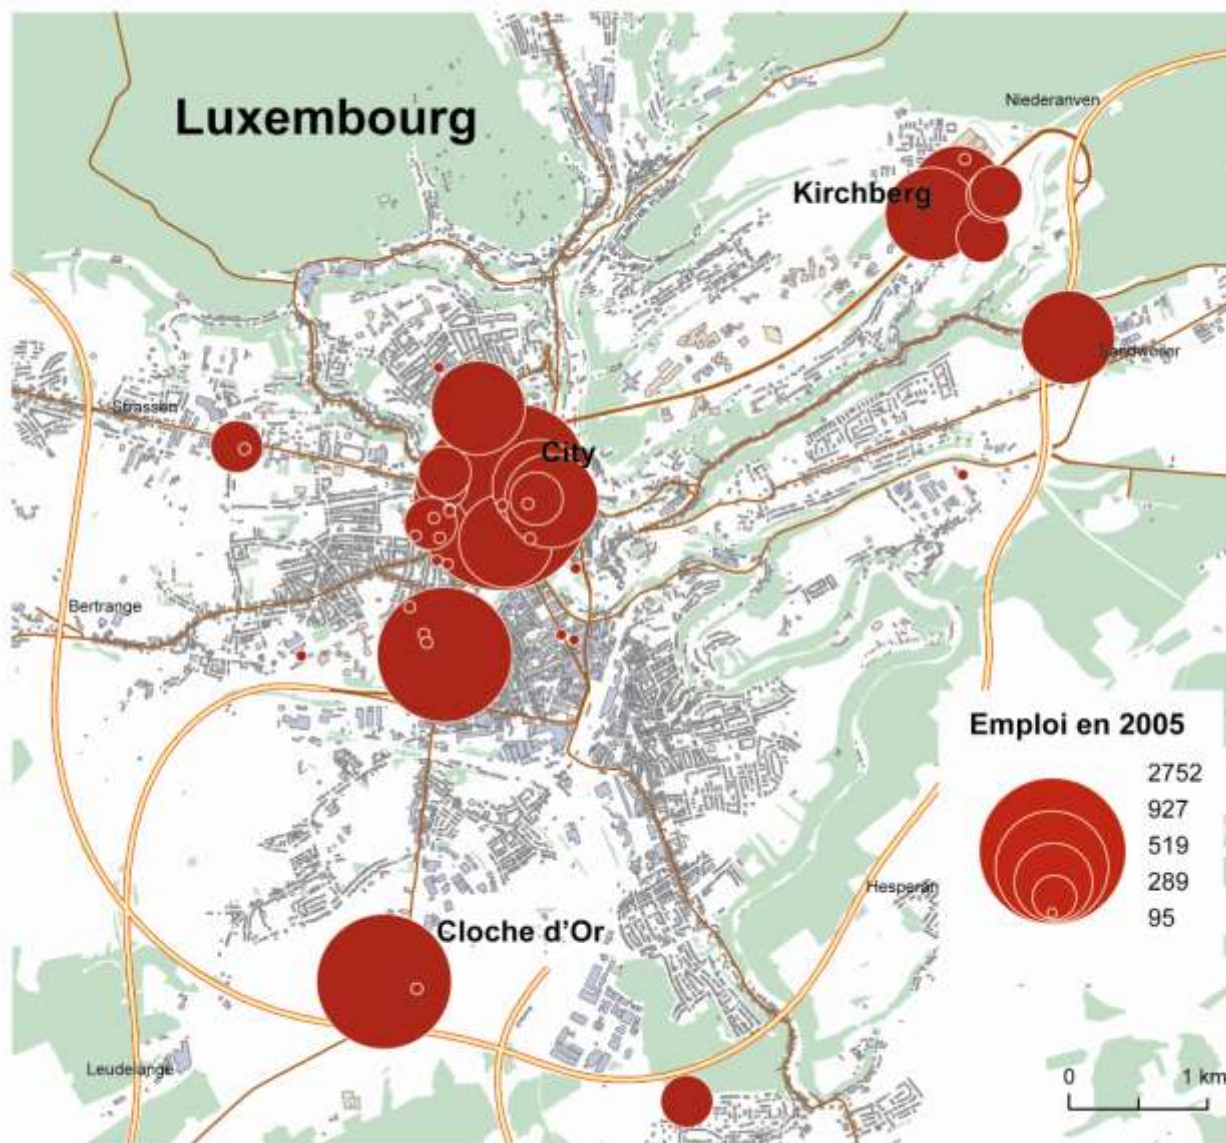 Luxembourg
Niederanven
Kirchberg
Sandweiler
Strassen
City
Bertrange
Emploi en 2005
2752
927
519
289
95
Hesperan
Cloche d'Or
Leudelange
0 1 km